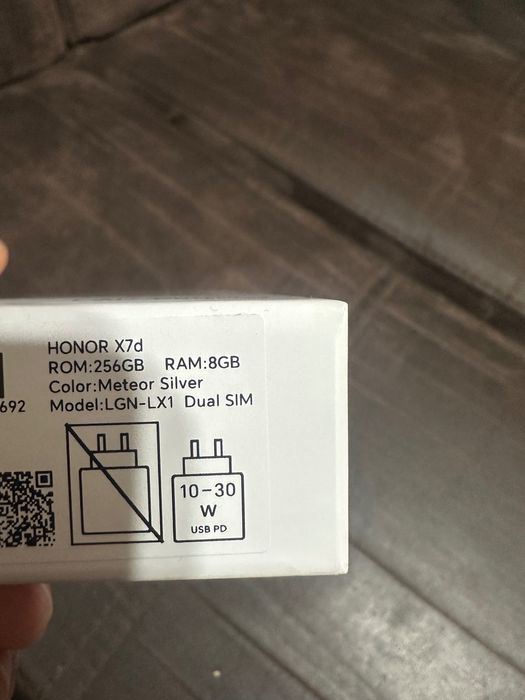 HONOR X7d
ROM:256GB RAM:8GB
Color:Meteor Silver
692 Model:LGN-LX1 Dual SIM
10-30
W
USB PD